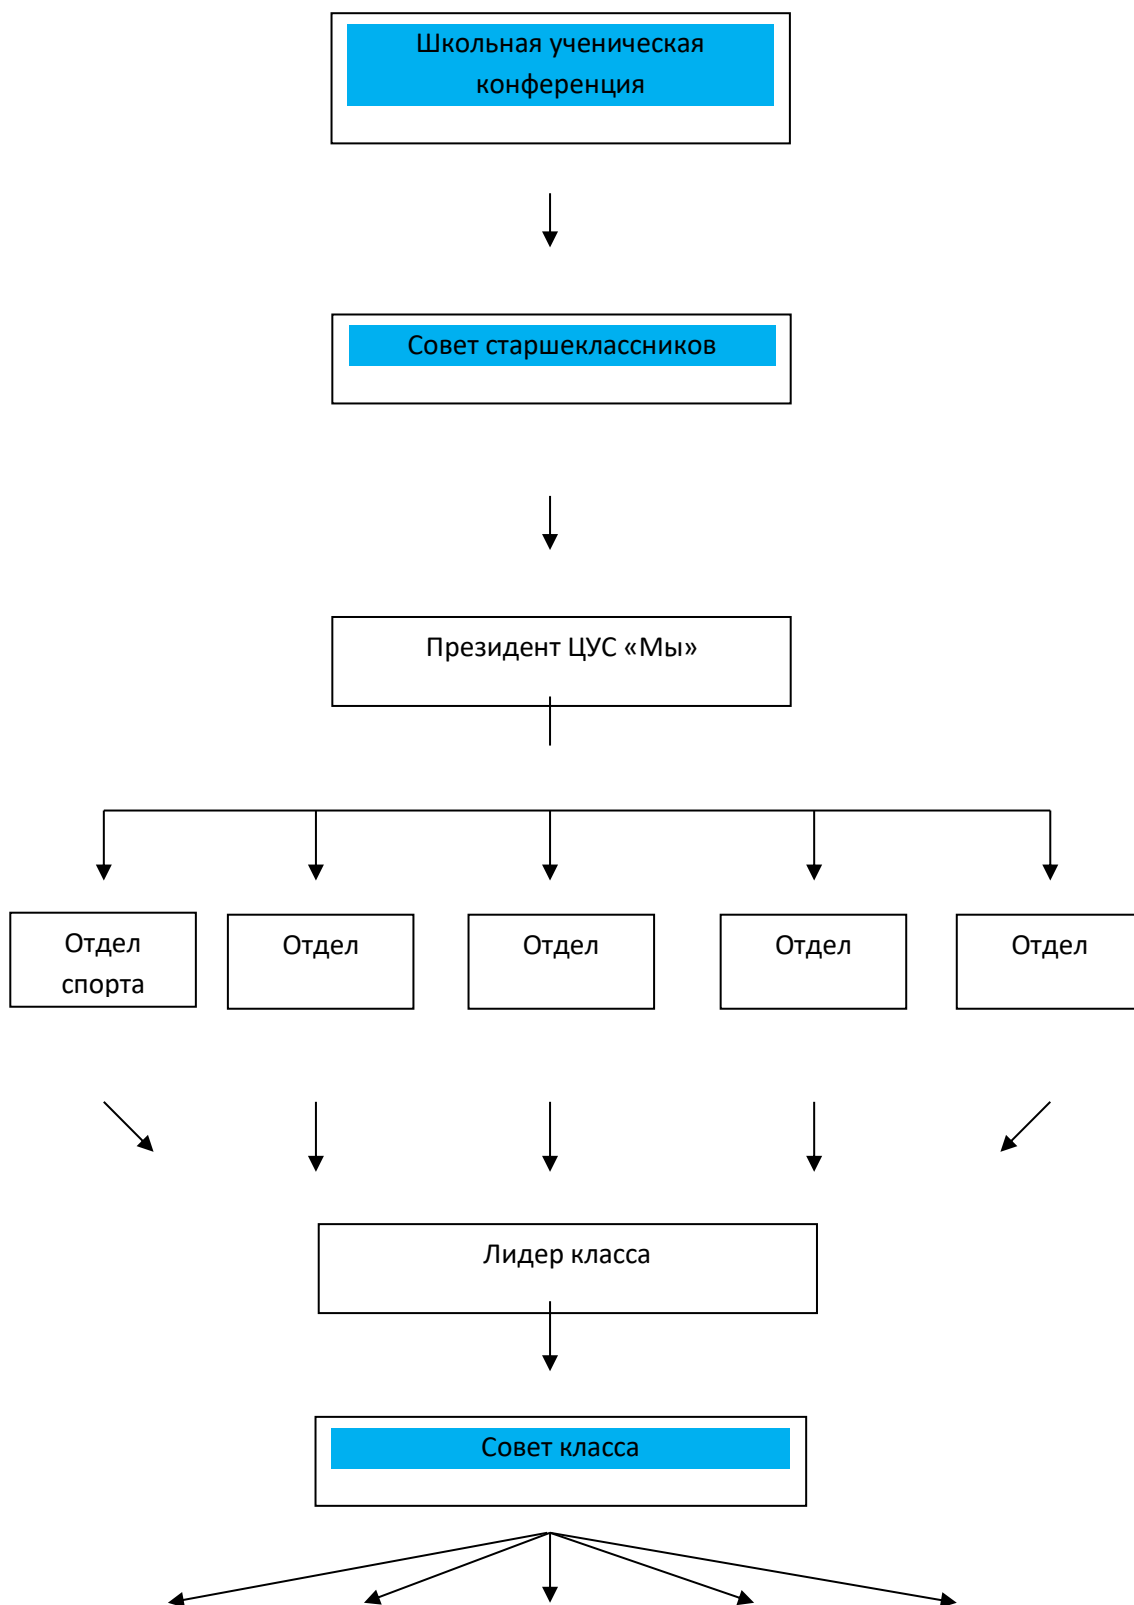 Школьная ученическая
конференция
Совет старшеклассников
Президент ЦУС «Мы»
Отдел
спорта
Отдел
Отдел
Отдел
Отдел
Лидер класса
Совет класса